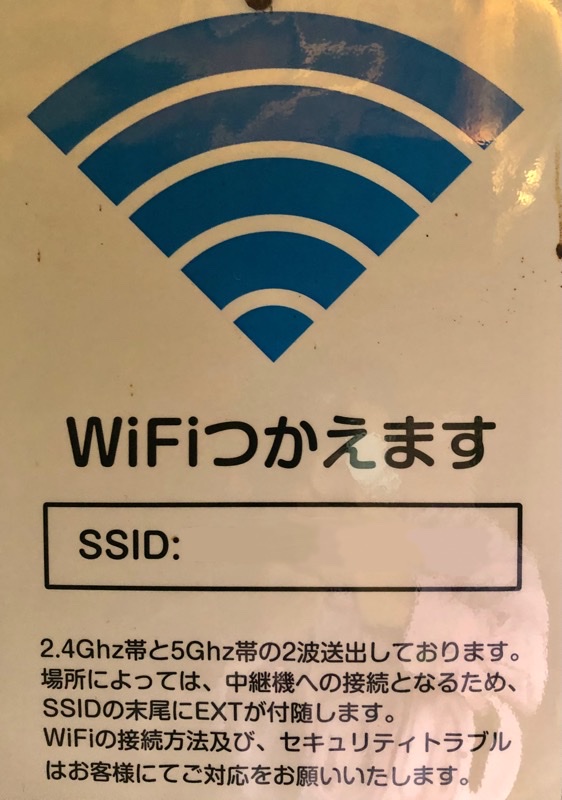 WiFiつかえます
SSID:
2.4Ghz帯と5Ghz帯の2波送出しております。
場所によっては、中継機への接続となるため、
SSIDの末尾にEXTが付随します。
WiFiの接続方法及び、セキュリティトラブル
はお客様にてご対応をお願いいたします。